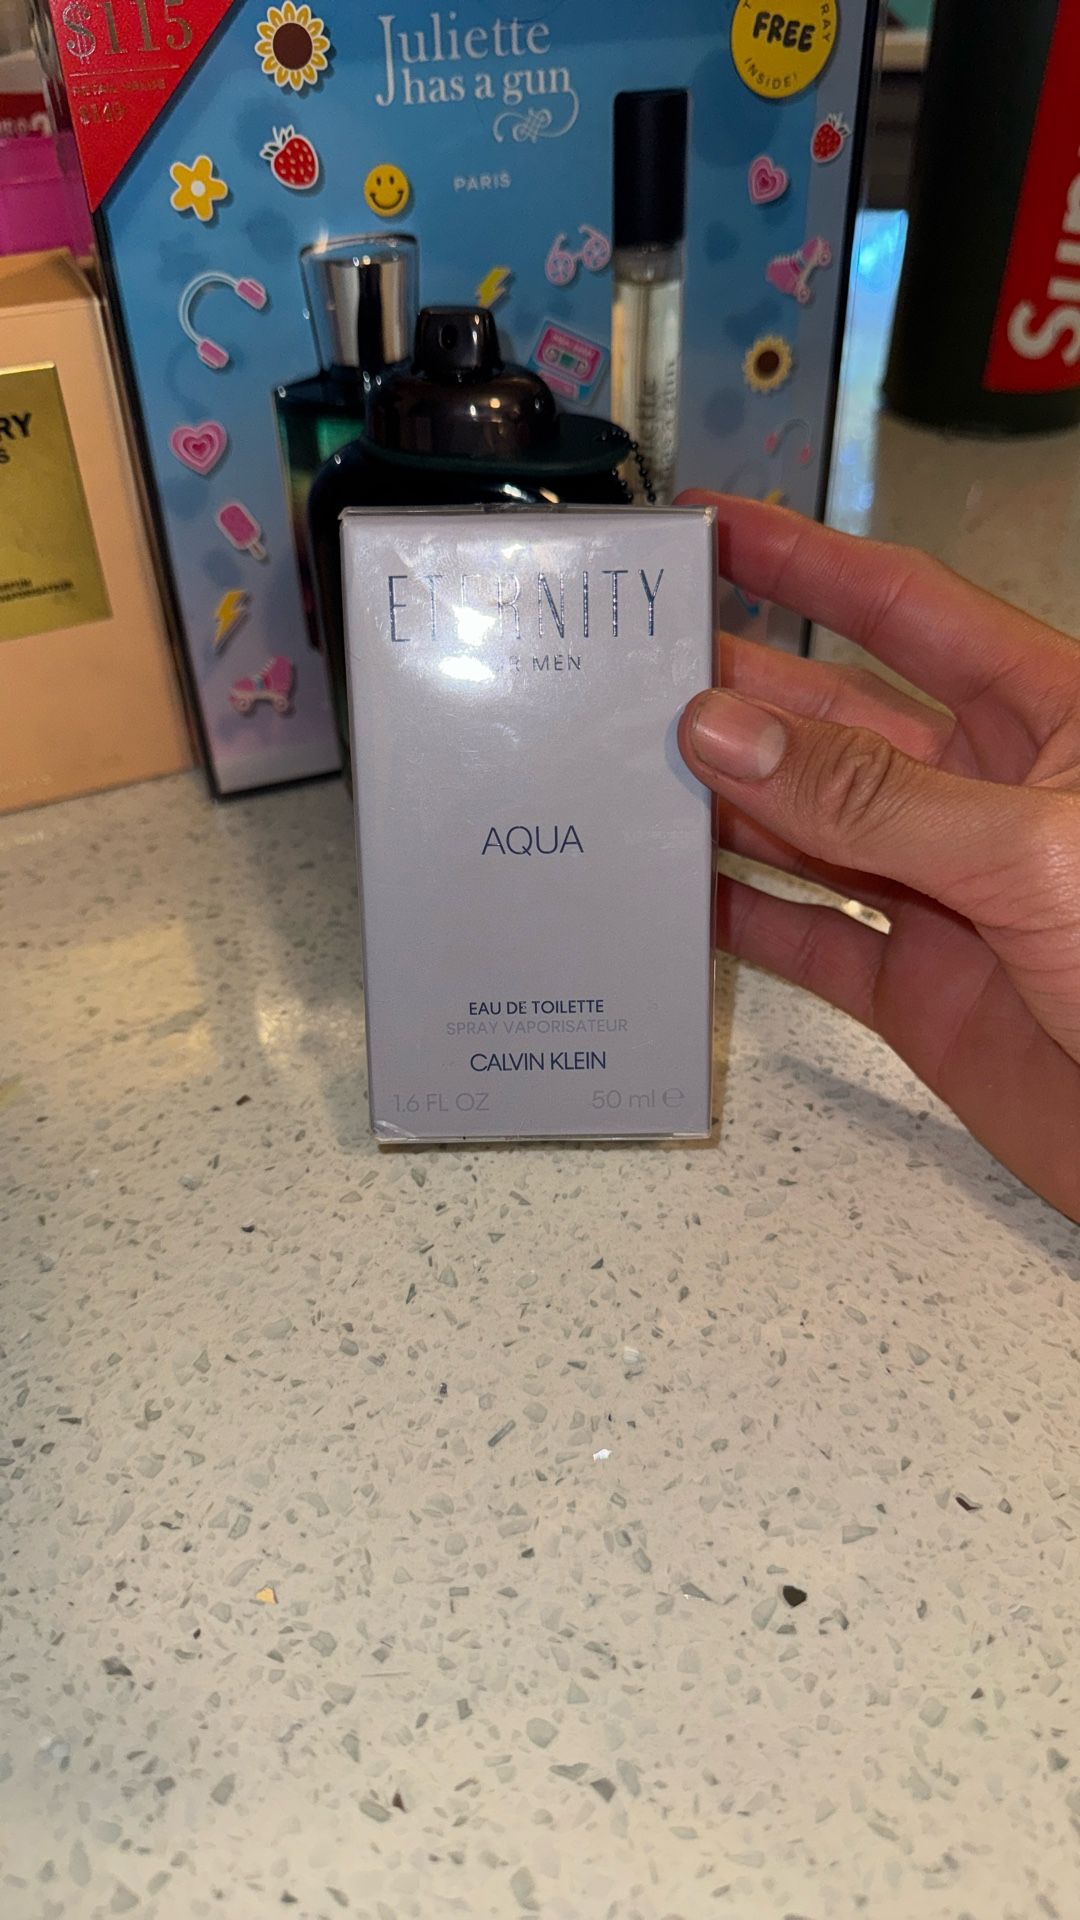 $115
RETAIL VALUE
$149
Juliette
has a gun
PARIS
FREE
INSIDE!
RY
S
ETERNITY
R MEN
AQUA
EAU DE TOILETTE
SPRAY VAPORISATEUR
CALVIN KLEIN
1.6 FL OZ 50 ml ℮